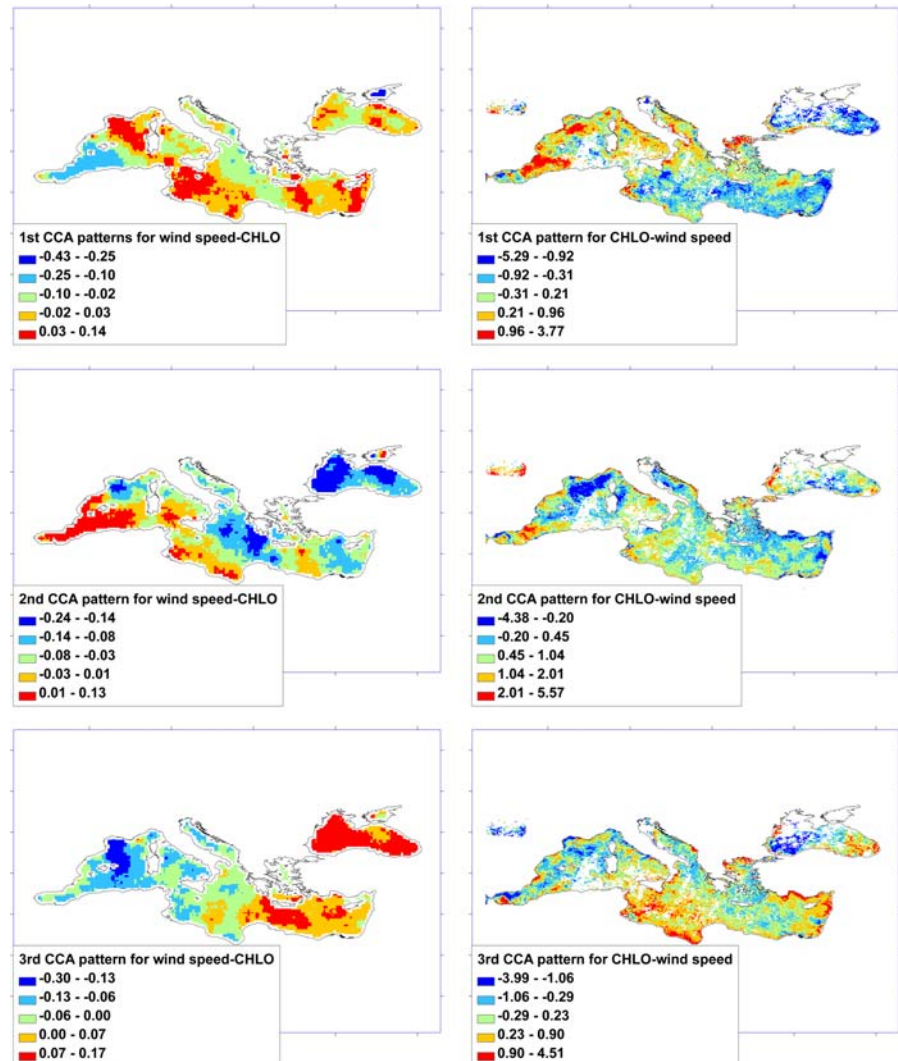 1st CCA patterns for wind speed-CHLO
-0.43 - -0.25
-0.25 - -0.10
-0.10 - -0.02
-0.02 - 0.03
0.03 - 0.14
1st CCA pattern for CHLO-wind speed
-5.29 - -0.92
-0.92 - -0.31
-0.31 - 0.21
0.21 - 0.96
0.96 - 3.77
2nd CCA pattern for wind speed-CHLO
-0.24 - -0.14
-0.14 - -0.08
-0.08 - -0.03
-0.03 - 0.01
0.01 - 0.13
2nd CCA pattern for CHLO-wind speed
-4.38 - -0.20
-0.20 - 0.45
0.45 - 1.04
1.04 - 2.01
2.01 - 5.57
3rd CCA pattern for wind speed-CHLO
-0.30 - -0.13
-0.13 - -0.06
-0.06 - 0.00
0.00 - 0.07
0.07 - 0.17
3rd CCA pattern for CHLO-wind speed
-3.99 - -1.06
-1.06 - -0.29
-0.29 - 0.23
0.23 - 0.90
0.90 - 4.51